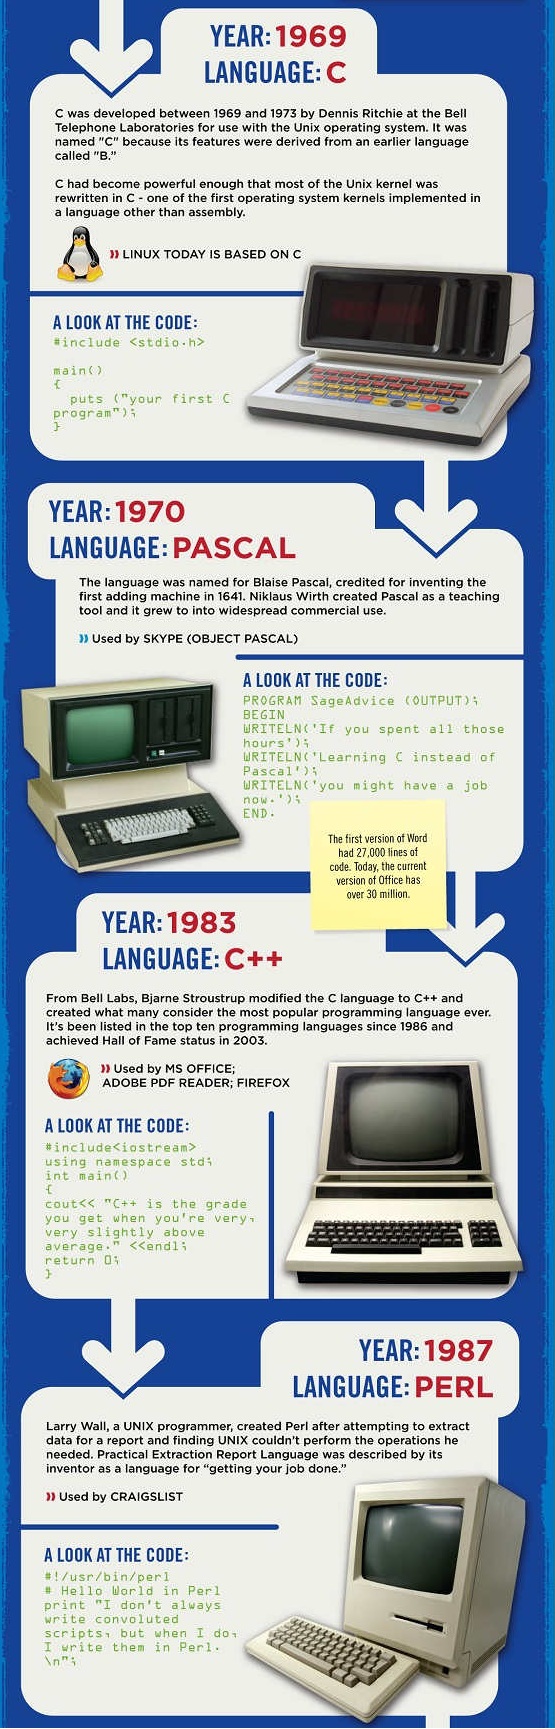 YEAR: 1969
LANGUAGE: C
C was developed between 1969 and 1973 by Dennis Ritchie at the Bell
Telephone Laboratories for use with the Unix operating system. It was
named "C" because its features were derived from an earlier language
called "B."
C had become powerful enough that most of the Unix kernel was
rewritten in C - one of the first operating system kernels implemented in
a language other than assembly.
» LINUX TODAY IS BASED ON C
A LOOK AT THE CODE:
#include <stdio.h>
main()
{
puts ("your first C
program");
}
YEAR: 1970
LANGUAGE: PASCAL
The language was named for Blaise Pascal, credited for inventing the
first adding machine in 1641. Niklaus Wirth created Pascal as a teaching
tool and it grew to into widespread commercial use.
» Used by SKYPE (OBJECT PASCAL)
A LOOK AT THE CODE:
PROGRAM SageAdvice (OUTPUT);
BEGIN
WRITELN('If you spent all those
hours');
WRITELN('Learning C instead of
Pascal');
WRITELN('you might have a job
now.');
END.
The first version of Word
had 27,000 lines of
code. Today, the current
version of Office has
over 30 million.
YEAR: 1983
LANGUAGE: C++
From Bell Labs, Bjarne Stroustrup modified the C language to C++ and
created what many consider the most popular programming language ever.
It's been listed in the top ten programming languages since 1986 and
achieved Hall of Fame status in 2003.
» Used by MS OFFICE;
ADOBE PDF READER; FIREFOX
A LOOK AT THE CODE:
#include<iostream>
using namespace std;
int main()
{
cout<< "C++ is the grade
you get when you're very,
very slightly above
average." <<endl;
return 0;
}
YEAR: 1987
LANGUAGE: PERL
Larry Wall, a UNIX programmer, created Perl after attempting to extract
data for a report and finding UNIX couldn't perform the operations he
needed. Practical Extraction Report Language was described by its
inventor as a language for "getting your job done."
» Used by CRAIGSLIST
A LOOK AT THE CODE:
#!/usr/bin/perl
# Hello World in Perl
print "I don't always
write convoluted
scripts, but when I do,
I write them in Perl.
\n";